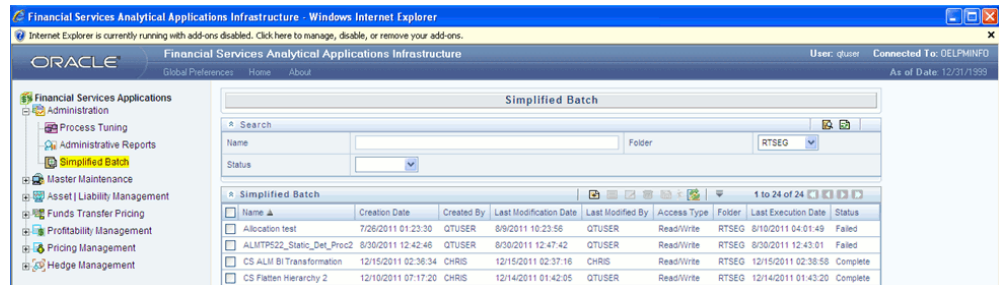 Financial Services Analytical Applications Infrastructure - Windows Internet Explorer
Internet Explorer is currently running with add-ons disabled. Click here to manage, disable, or remove your add-ons.
ORACLE
Financial Services Analytical Applications Infrastructure
User: qtuser Connected To: OELPMINFO
Global Preferences Home About
As of Date: 12/31/1999
Financial Services Applications
Administration
Process Tuning
Administrative Reports
Simplified Batch
Master Maintenance
Asset | Liability Management
Funds Transfer Pricing
Profitability Management
Pricing Management
Hedge Management
Simplified Batch
Search
Name Folder RTSEG
Status
Simplified Batch 1 to 24 of 24
Name Creation Date Created By Last Modification Date Last Modified By Access Type Folder Last Execution Date Status
Allocation test 7/26/2011 01:23:30 QTUSER 8/9/2011 10:23:56 QTUSER Read/Write RTSEG 8/10/2011 04:01:49 Failed
ALMTP522_Static_Det_Proc2 8/30/2011 12:42:46 QTUSER 8/30/2011 12:47:42 QTUSER Read/Write RTSEG 8/30/2011 12:43:01 Failed
CS ALM BI Transformation 12/15/2011 02:36:34 CHRIS 12/15/2011 02:37:16 CHRIS Read/Write RTSEG 12/15/2011 02:38:58 Complete
CS Flatten Hierarchy 2 12/10/2011 07:17:20 CHRIS 12/14/2011 01:42:05 QTUSER Read/Write RTSEG 12/14/2011 01:43:20 Complete